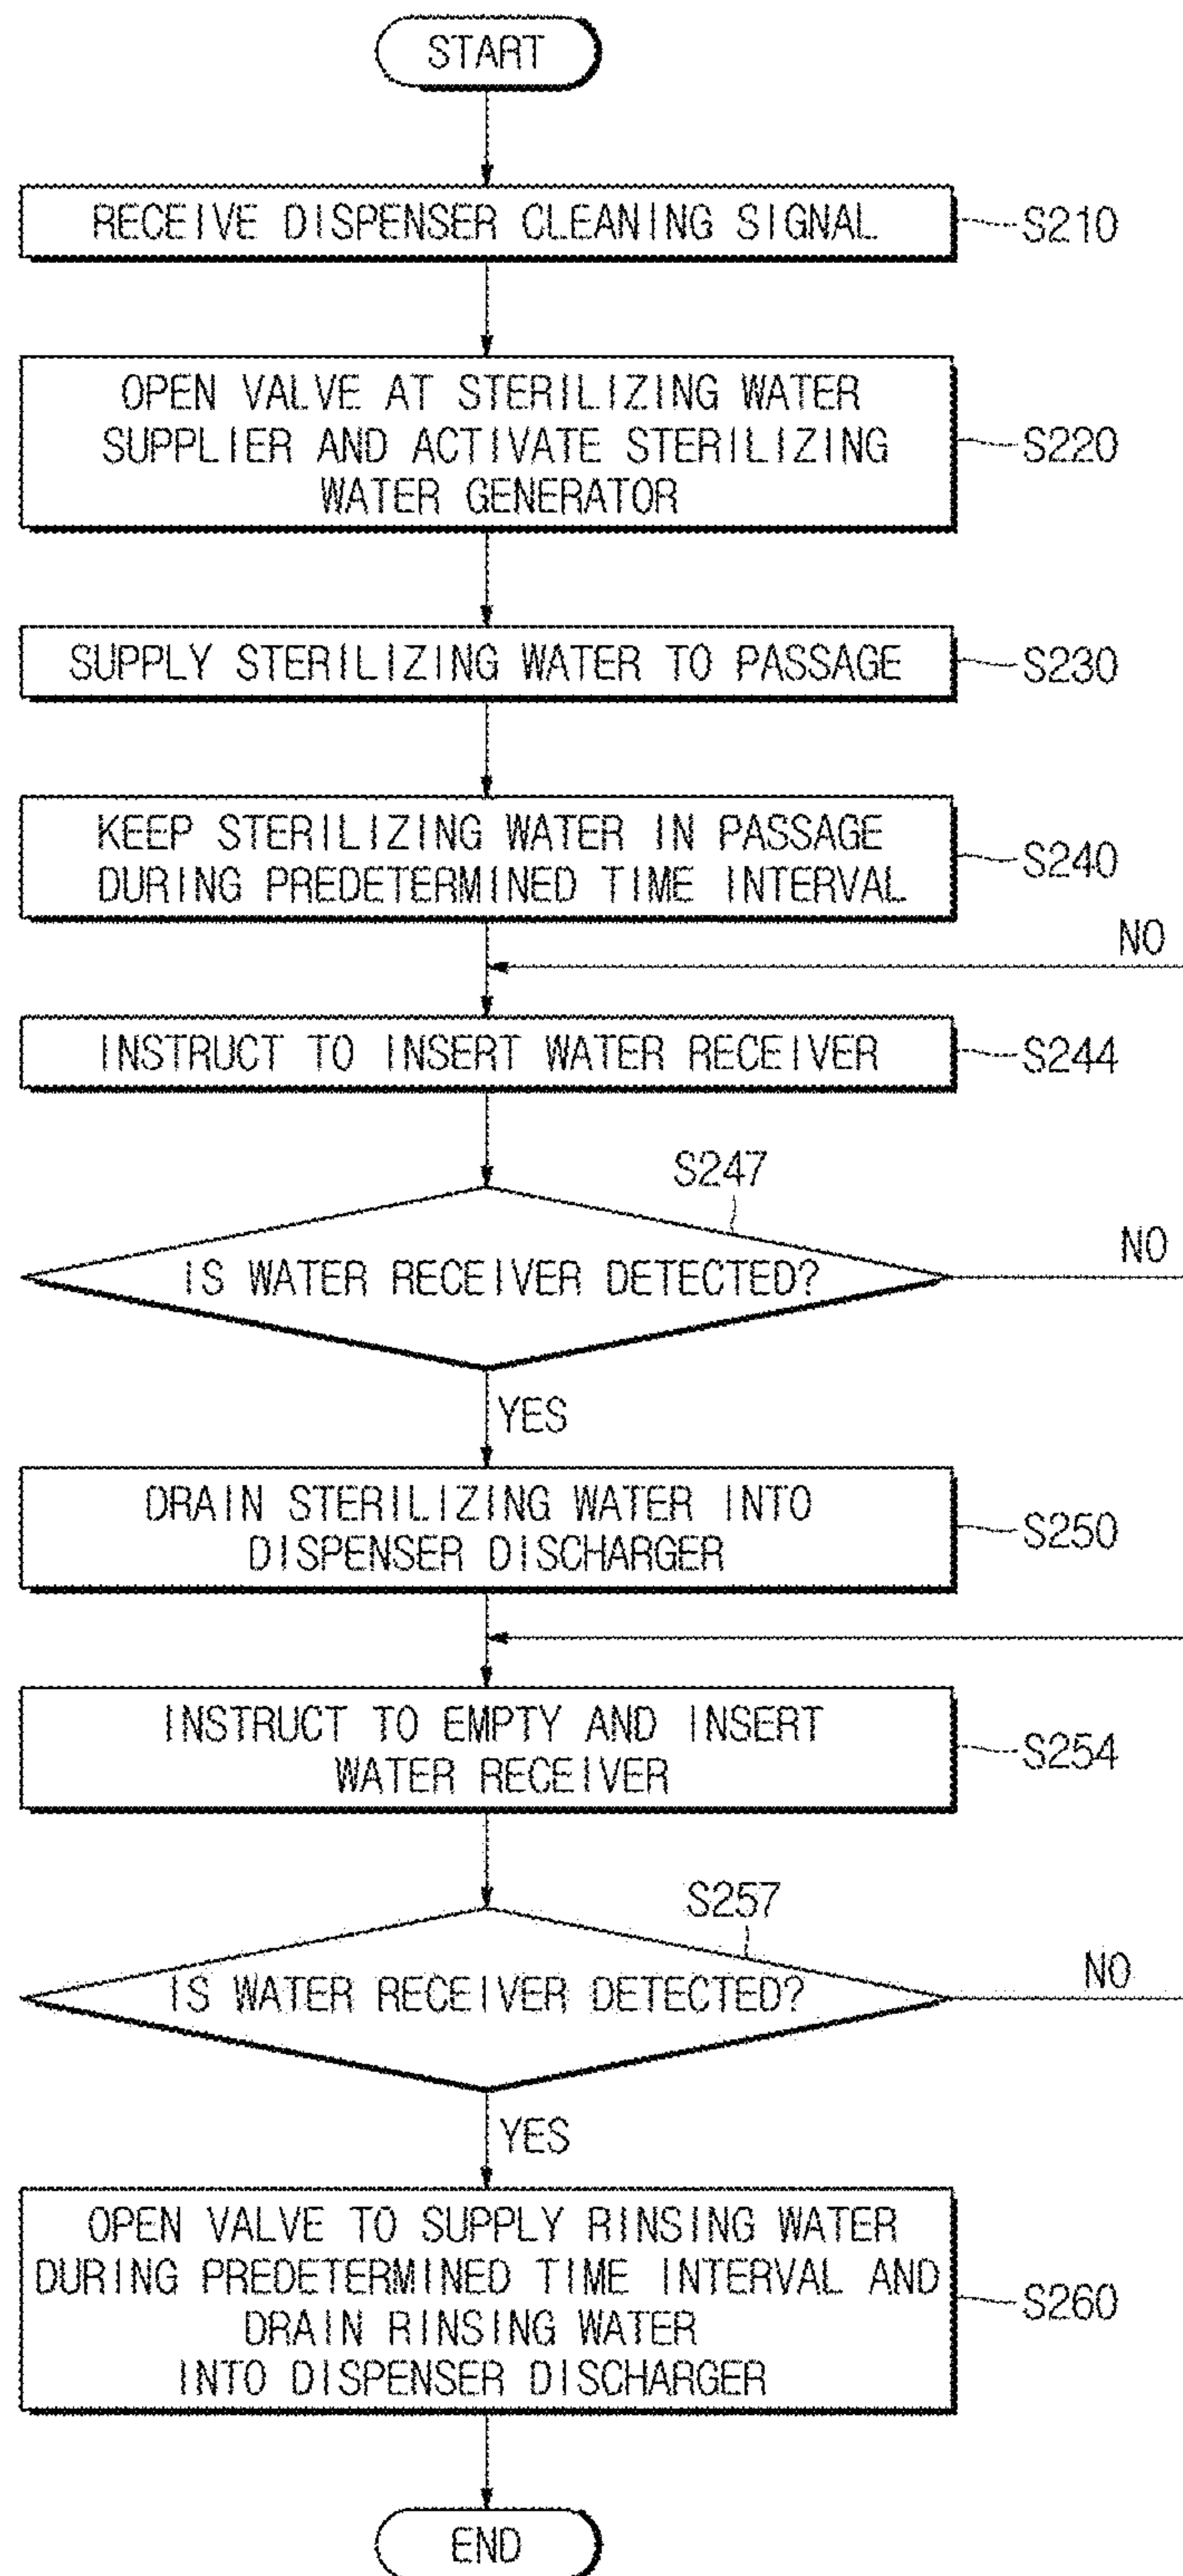 START
RECEIVE DISPENSER CLEANING SIGNAL
S210
OPEN VALVE AT STERILIZING WATER
SUPPLIER AND ACTIVATE STERILIZING
WATER GENERATOR
S220
SUPPLY STERILIZING WATER TO PASSAGE
S230
KEEP STERILIZING WATER IN PASSAGE
DURING PREDETERMINED TIME INTERVAL
S240
NO
INSTRUCT TO INSERT WATER RECEIVER
S244
S247
IS WATER RECEIVER DETECTED?
NO
YES
DRAIN STERILIZING WATER INTO
DISPENSER DISCHARGER
S250
INSTRUCT TO EMPTY AND INSERT
WATER RECEIVER
S254
S257
IS WATER RECEIVER DETECTED?
NO
YES
OPEN VALVE TO SUPPLY RINSING WATER
DURING PREDETERMINED TIME INTERVAL AND
DRAIN RINSING WATER
INTO DISPENSER DISCHARGER
S260
END